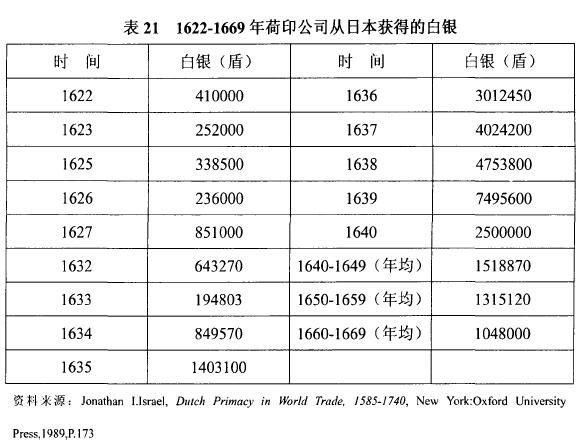 表 21 1622-1669 年荷印公司从日本获得的白银
时 间 白银（盾） 时 间 白银（盾）
1622 410000 1636 3012450
1623 252000 1637 4024200
1625 338500 1638 4753800
1626 236000 1639 7495600
1627 851000 1640 2500000
1632 643270 1640-1649（年均） 1518870
1633 194803 1650-1659（年均） 1315120
1634 849570 1660-1669（年均） 1048000
1635 1403100
资料来源：Jonathan I.Israel, Dutch Primacy in World Trade, 1585-1740, New York:Oxford University
Press,1989,P.173